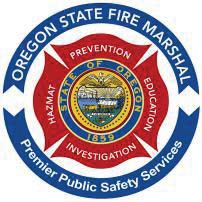 OREGON STATE FIRE MARSHAL
PREVENTION
HAZMAT
EDUCATION
STATE OF OREGON
1859
INVESTIGATION
Premier Public Safety Services